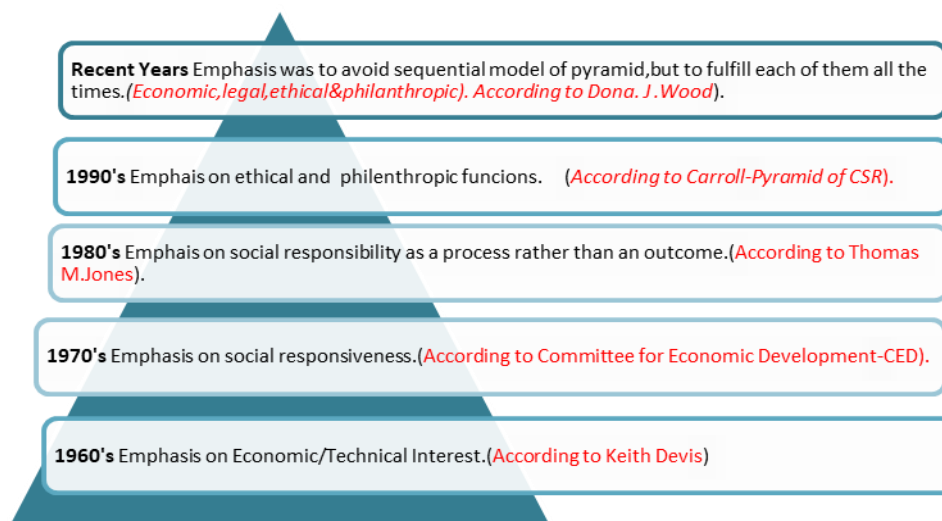 Recent Years Emphasis was to avoid sequential model of pyramid,but to fulfill each of them all the
times.(Economic,legal,ethical&philanthropic). According to Dona. J .Wood).
1990's Emphais on ethical and philenthropic funcions. (According to Carroll-Pyramid of CSR).
1980's Emphais on social responsibility as a process rather than an outcome.(According to Thomas
M.Jones).
1970's Emphasis on social responsiveness.(According to Committee for Economic Development-CED).
1960's Emphasis on Economic/Technical Interest.(According to Keith Devis)